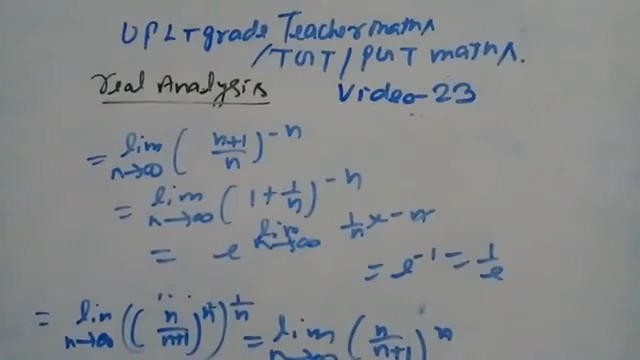 UP LT grade Teacher maths
/TGT/PGT maths.
real Analysis
Video-23
= lim n→∞ ( n+1/n )^-n
= lim n→∞ ( 1+1/n )^-n
= e^ lim n→∞ 1/n × -n
= e^-1 = 1/e
= lim n→∞ (( n/n+1 )^n² )^1/n = lim n→∞ ( n/n+1 )^n